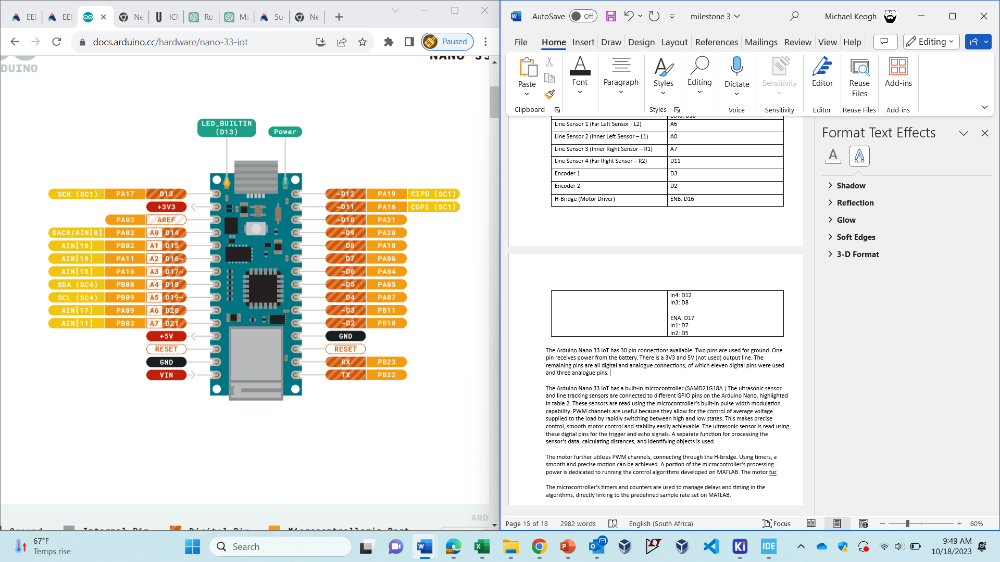 EEE
EEE
Ne
ICF
Ro
Ma
Su
Ne
docs.arduino.cc/hardware/nano-33-iot
Paused
DUINO
NANO 33
LED_BUILTIN
(D13)
Power
SCK (SC1) PA17 D13
+3V3
PA03 AREF
DAC0/AIN[0] PA02 A0 D14
AIN[10] PB02 A1 D15
AIN[19] PA11 A2 D16~
AIN[18] PA10 A3 D17~
SDA (SC4) PB08 A4 D18
SCL (SC4) PB09 A5 D19~
AIN[17] PA09 A6 D20
AIN[11] PB03 A7 D21
+5V
RESET
GND
VIN
~D12 PA19 CIPO (SC1)
~D11 PA16 COPI (SC1)
~D10 PA21
~D9 PA20
D8 PA18
D7 PA06
~D6 PA04
~D5 PA05
D4 PA07
~D3 PB11
~D2 PB10
GND
RESET
RX PB23
TX PB22
ARD
Ground Internal Pin Digital Pin Microcontroller's Port
AutoSave Off milestone 3 Michael Keogh
File Home Insert Draw Design Layout References Mailings Review View Help Editing
Paste Font Paragraph Styles Editing Dictate Sensitivity Editor Reuse Files Add-ins
Clipboard Styles Voice Sensitivity Editor Reuse Files Add-ins
Echo: D10
Line Sensor 1 (Far Left Sensor - L2) A6
Line Sensor 2 (Inner Left Sensor – L1) A0
Line Sensor 3 (Inner Right Sensor – R1) A7
Line Sensor 4 (Far Right Sensor – R2) D11
Encoder 1 D3
Encoder 2 D2
H-Bridge (Motor Driver) ENB: D16
In4: D12
In3: D8
ENA: D17
In1: D7
In2: D5
The Arduino Nano 33 IoT has 30 pin connections available. Two pins are used for ground. One
pin receives power from the battery. There is a 3V3 and 5V (not used) output line. The
remaining pins are all digital and analogue connections, of which eleven digital pins were used
and three analogue pins.
The Arduino Nano 33 IoT has a built-in microcontroller (SAMD21G18A.) The ultrasonic sensor
and line tracking sensors are connected to different GPIO pins on the Arduino Nano, highlighted
in table 2. These sensors are read using the microcontroller's built-in pulse width modulation
capability. PWM channels are useful because they allow for the control of average voltage
supplied to the load by rapidly switching between high and low states. This makes precise
control, smooth motor control and stability easily achievable. The ultrasonic sensor is read using
these digital pins for the trigger and echo signals. A separate function for processing the
sensor's data, calculating distances, and identifying objects is used.
The motor further utilizes PWM channels, connecting through the H-bridge. Using timers, a
smooth and precise motion can be achieved. A portion of the microcontroller's processing
power is dedicated to running the control algorithms developed on MATLAB. The motor fur
The microcontroller's timers and counters are used to manage delays and timing in the
algorithms, directly linking to the predefined sample rate set on MATLAB.
Format Text Effects
Shadow
Reflection
Glow
Soft Edges
3-D Format
Page 15 of 18 2982 words English (South Africa) Focus 60%
67°F
Temps rise
Search
IDE
9:49 AM
10/18/2023